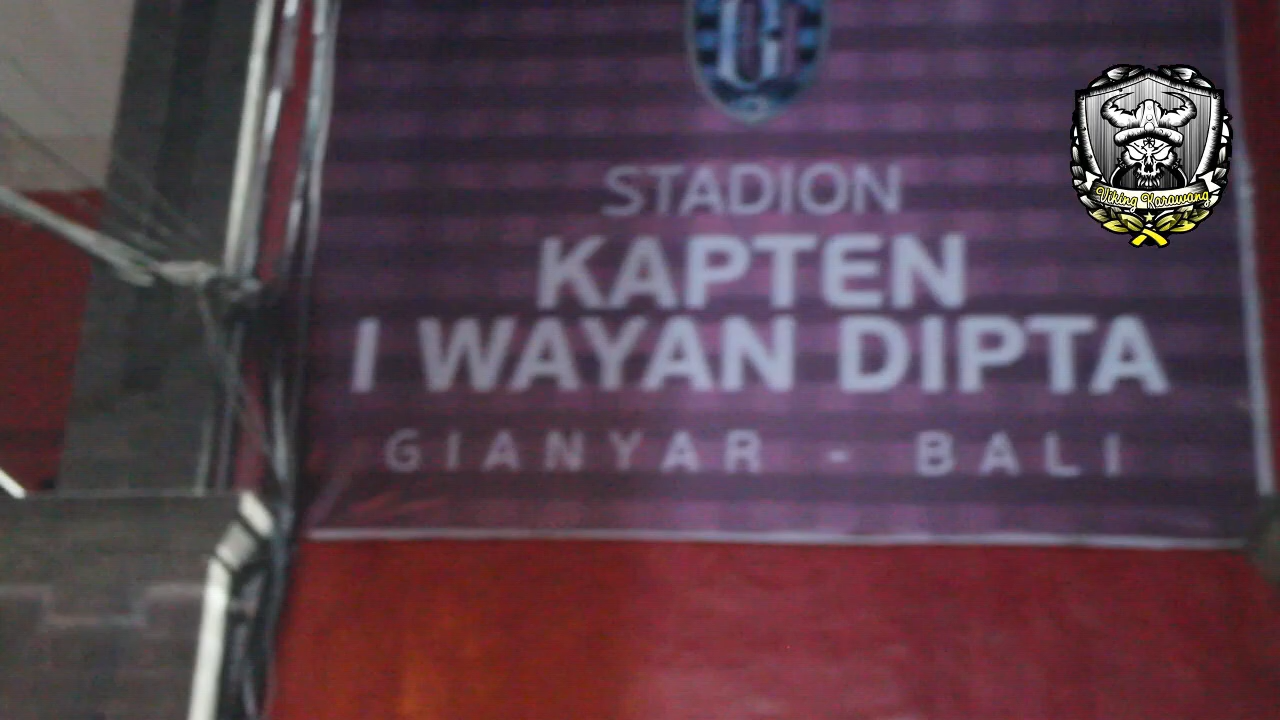 STADION
KAPTEN
I WAYAN DIPTA
GIANYAR - BALI
Viking Karawang